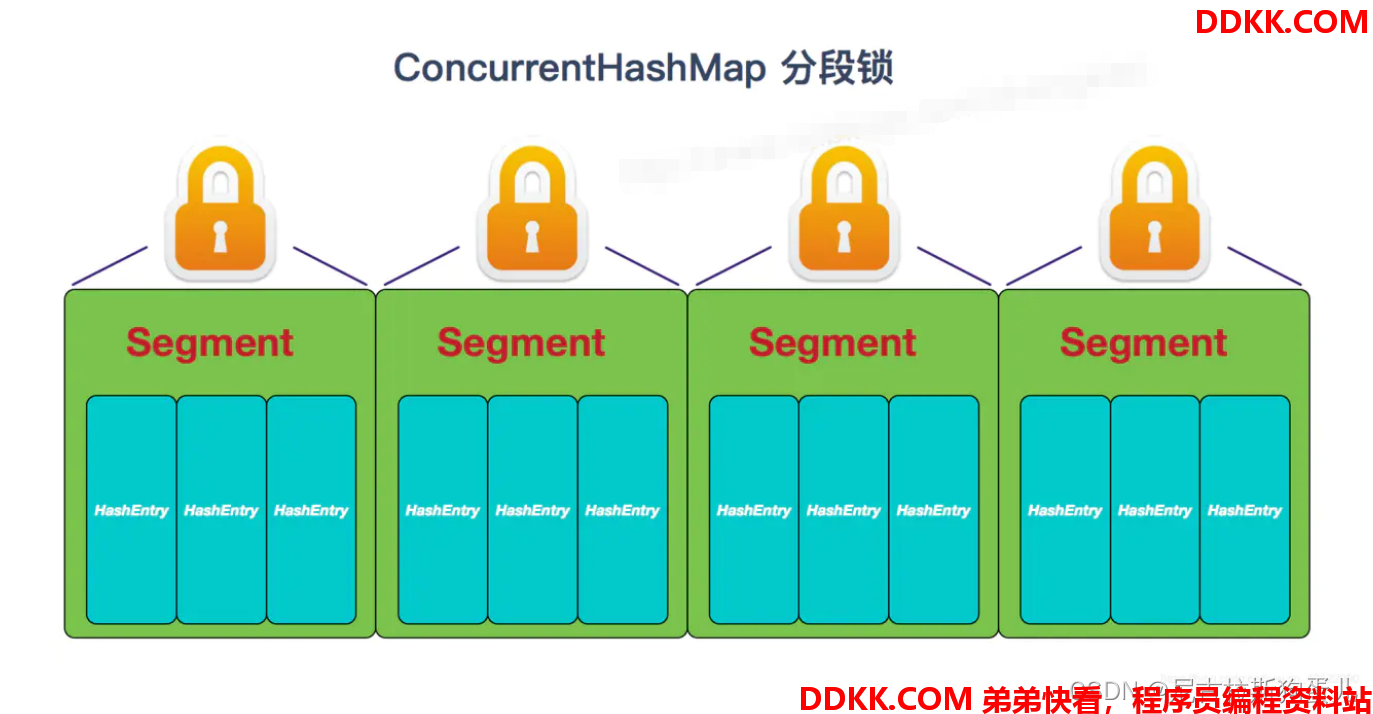 DDKK.COM
ConcurrentHashMap 分段锁
Segment Segment Segment Segment
HashEntry HashEntry HashEntry HashEntry HashEntry HashEntry HashEntry HashEntry HashEntry HashEntry HashEntry HashEntry
CSDN
DDKK.COM 弟弟快看，程序员编程资料站